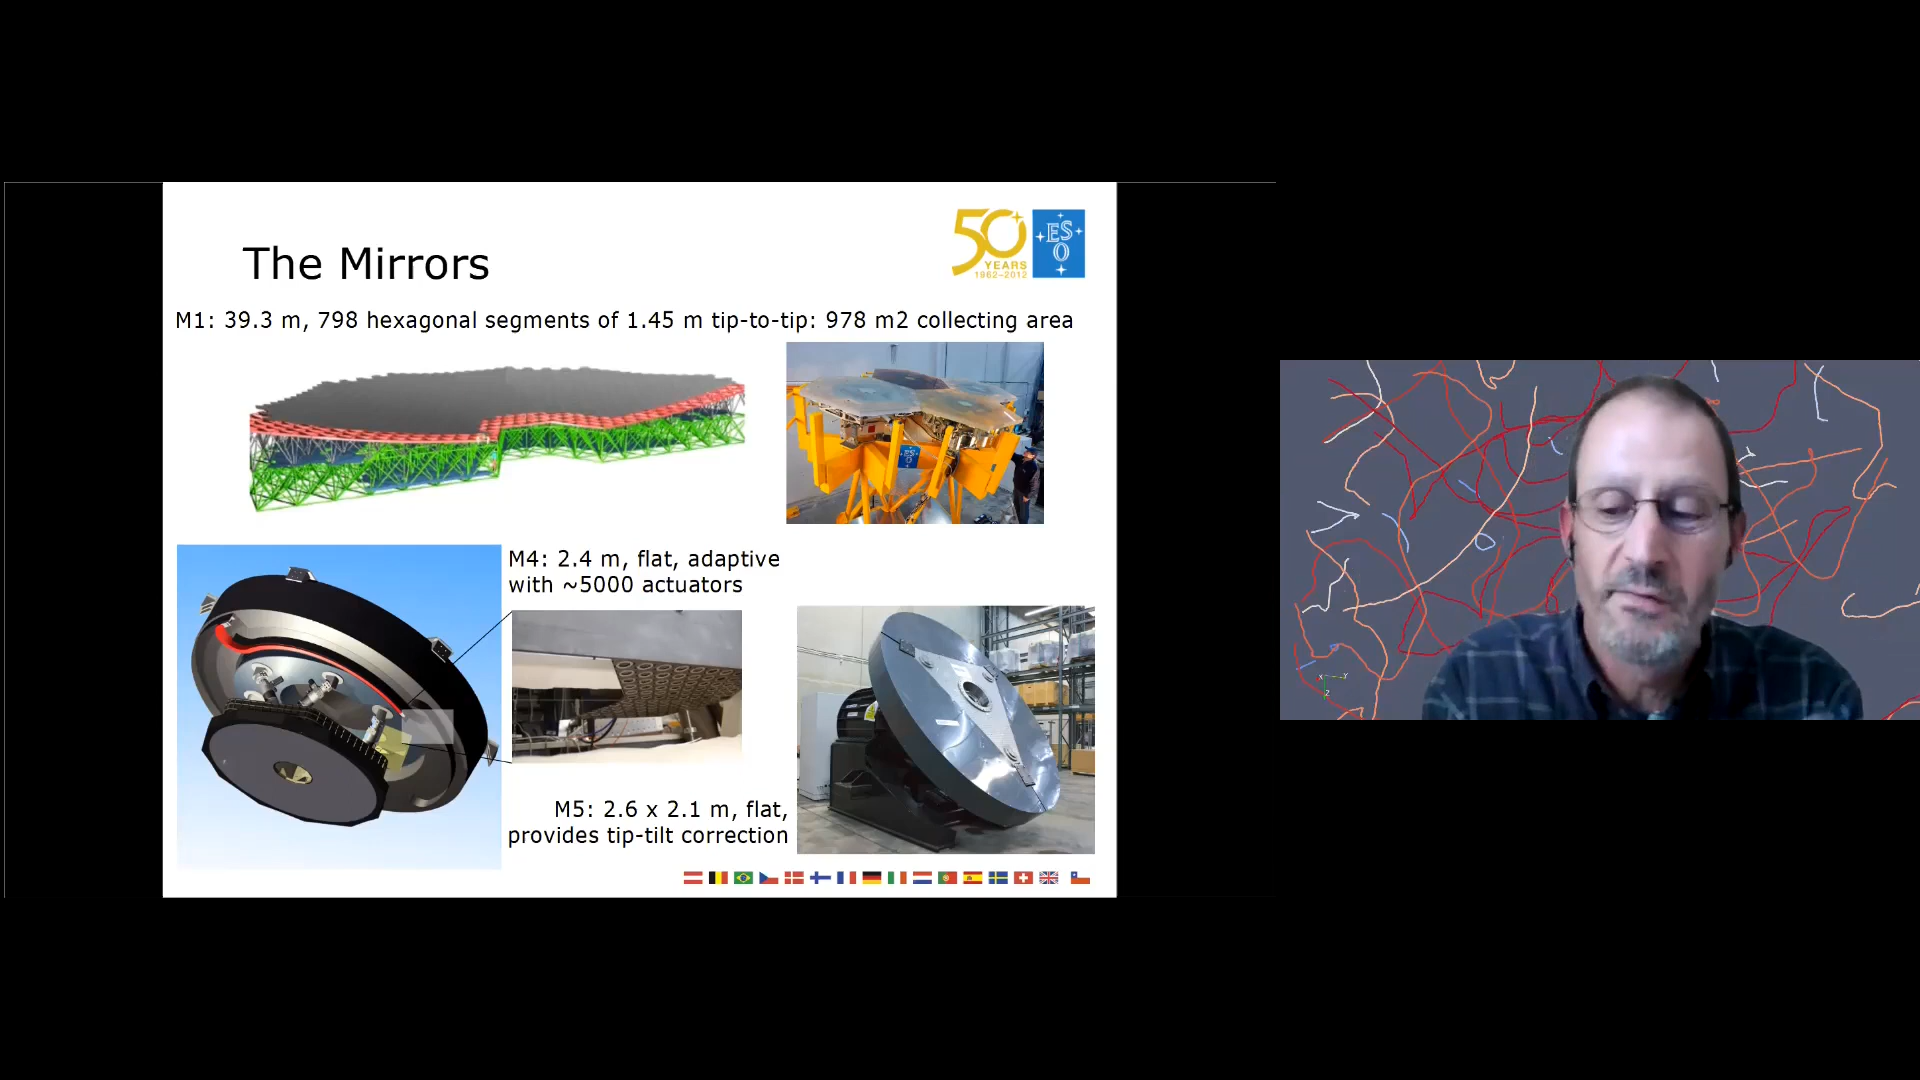 The Mirrors
50
YEARS
1962-2012
ES
O
M1: 39.3 m, 798 hexagonal segments of 1.45 m tip-to-tip: 978 m2 collecting area
ES
O
M4: 2.4 m, flat, adaptive
with ~5000 actuators
M5: 2.6 x 2.1 m, flat,
provides tip-tilt correction
X Y
Z